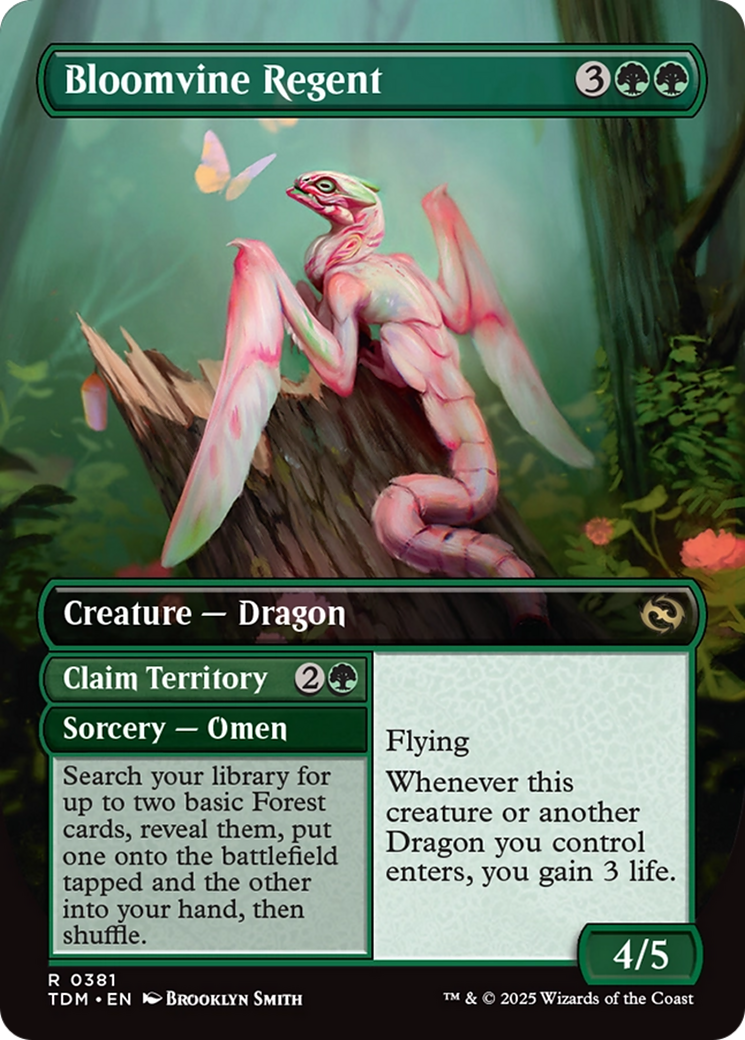 Bloomvine Regent 3
Creature — Dragon
Claim Territory 2
Sorcery — Omen
Search your library for
up to two basic Forest
cards, reveal them, put
one onto the battlefield
tapped and the other
into your hand, then
shuffle.
Flying
Whenever this
creature or another
Dragon you control
enters, you gain 3 life.
4/5
R 0381
TDM • EN Brooklyn Smith
™ & © 2025 Wizards of the Coast